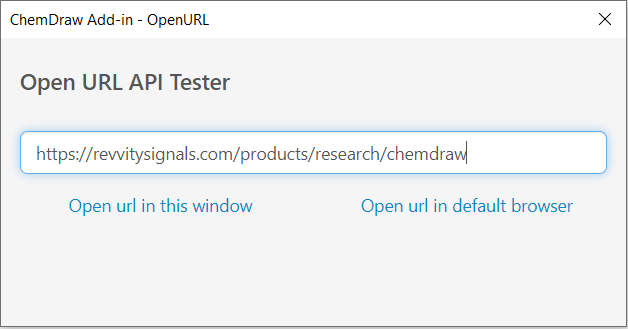 ChemDraw Add-in - OpenURL
Open URL API Tester
https://revvitysignals.com/products/research/chemdraw
Open url in this window Open url in default browser